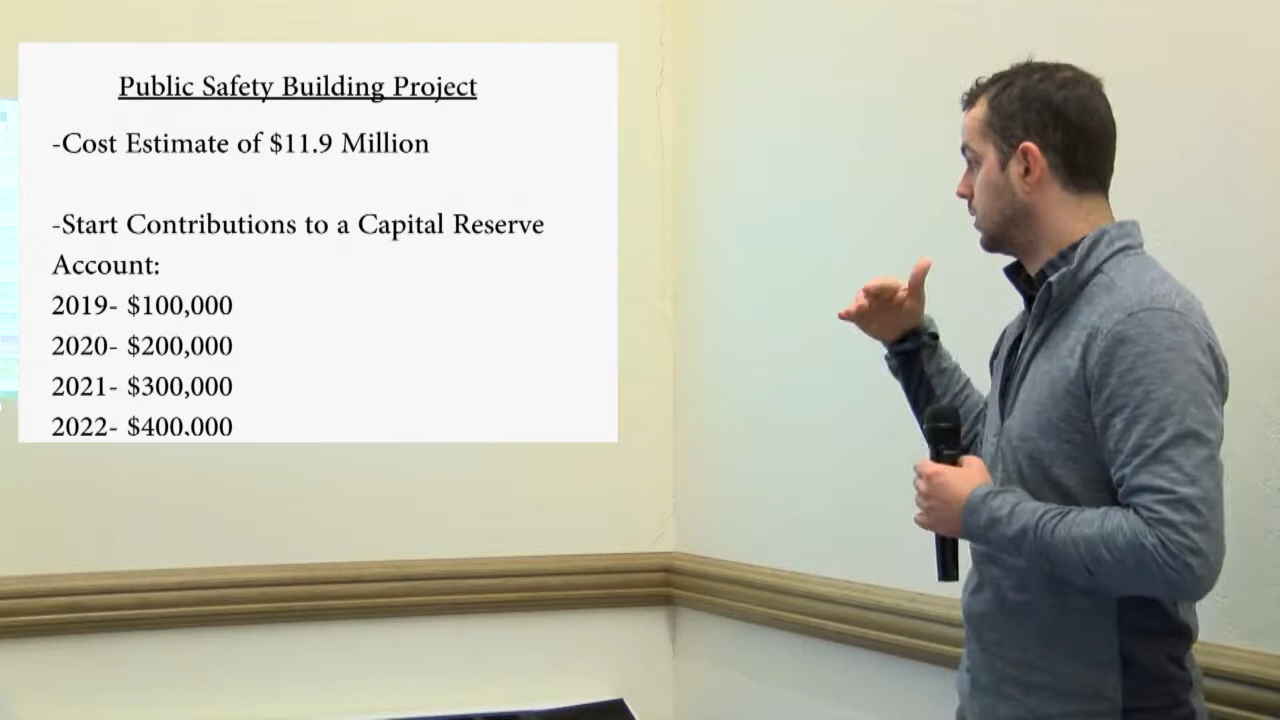 Public Safety Building Project
-Cost Estimate of $11.9 Million
-Start Contributions to a Capital Reserve
Account:
2019- $100,000
2020- $200,000
2021- $300,000
2022- $400,000